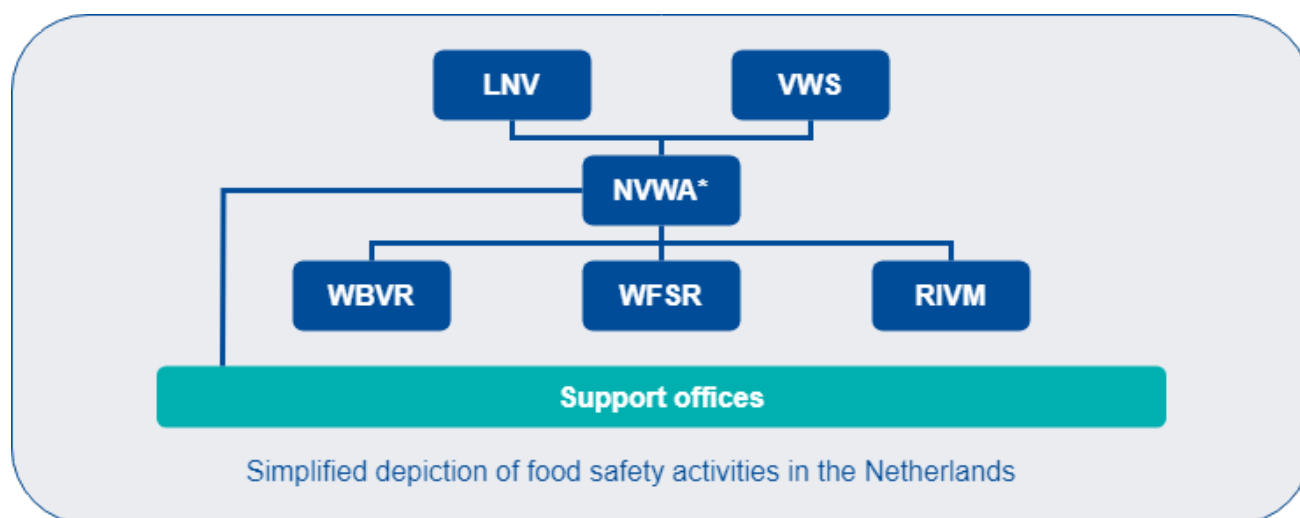 LNV
VWS
NVWA*
WBVR
WFSR
RIVM
Support offices
Simplified depiction of food safety activities in the Netherlands